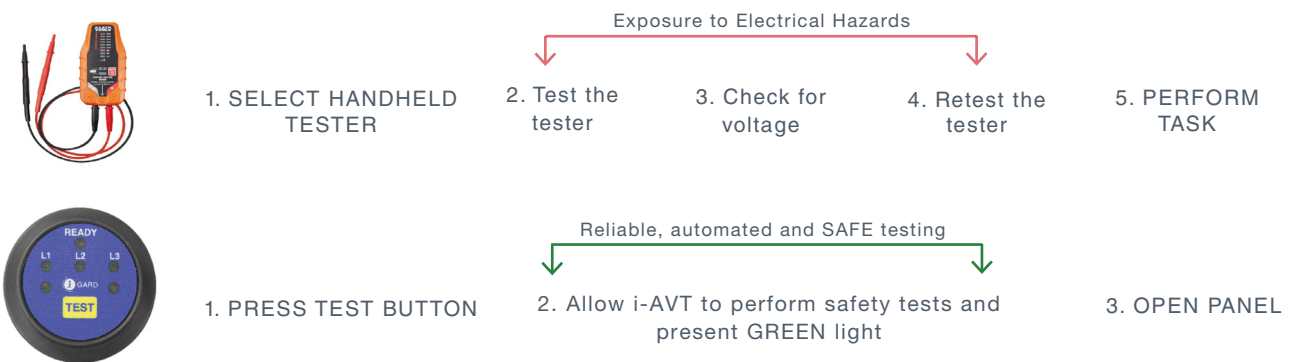 Exposure to Electrical Hazards
1. SELECT HANDHELD
TESTER
2. Test the
tester
3. Check for
voltage
4. Retest the
tester
5. PERFORM
TASK
READY
L1 L2 L3
i GARD
TEST
Reliable, automated and SAFE testing
1. PRESS TEST BUTTON
2. Allow i-AVT to perform safety tests and
present GREEN light
3. OPEN PANEL